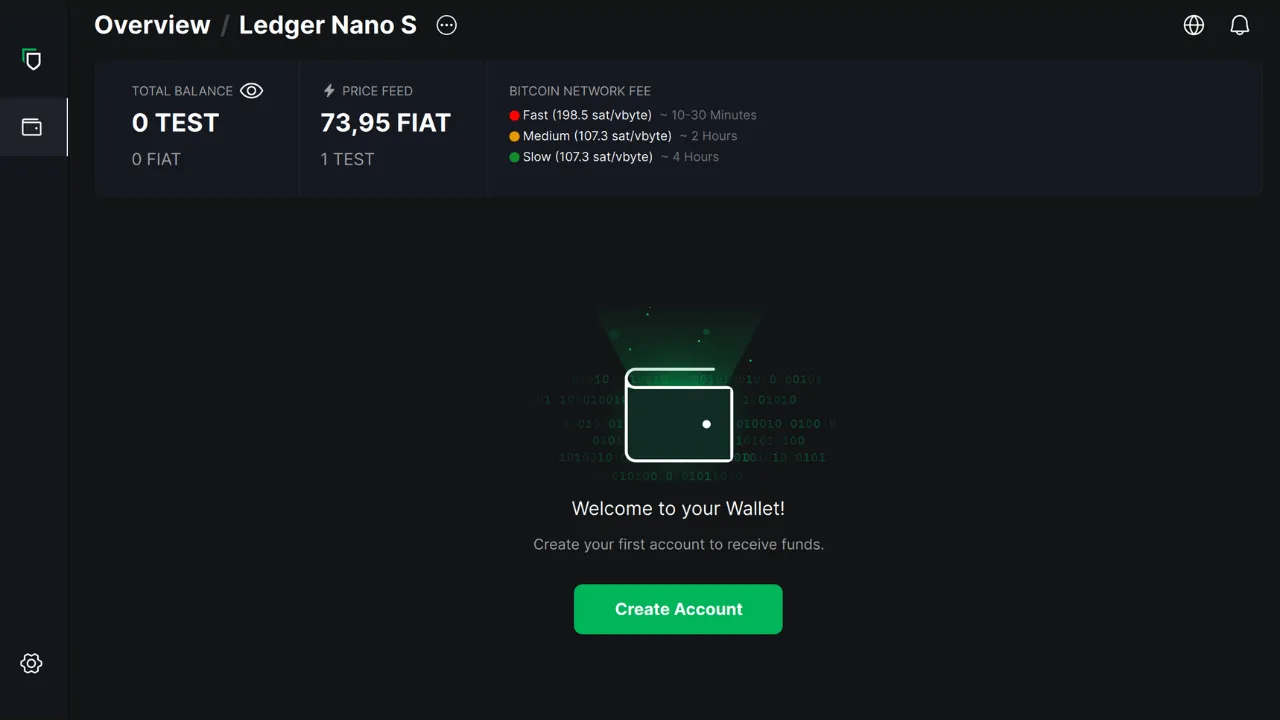 Overview / Ledger Nano S
TOTAL BALANCE
0 TEST
0 FIAT
PRICE FEED
73,95 FIAT
1 TEST
BITCOIN NETWORK FEE
Fast (198.5 sat/vbyte) ~ 10-30 Minutes
Medium (107.3 sat/vbyte) ~ 2 Hours
Slow (107.3 sat/vbyte) ~ 4 Hours
Welcome to your Wallet!
Create your first account to receive funds.
Create Account